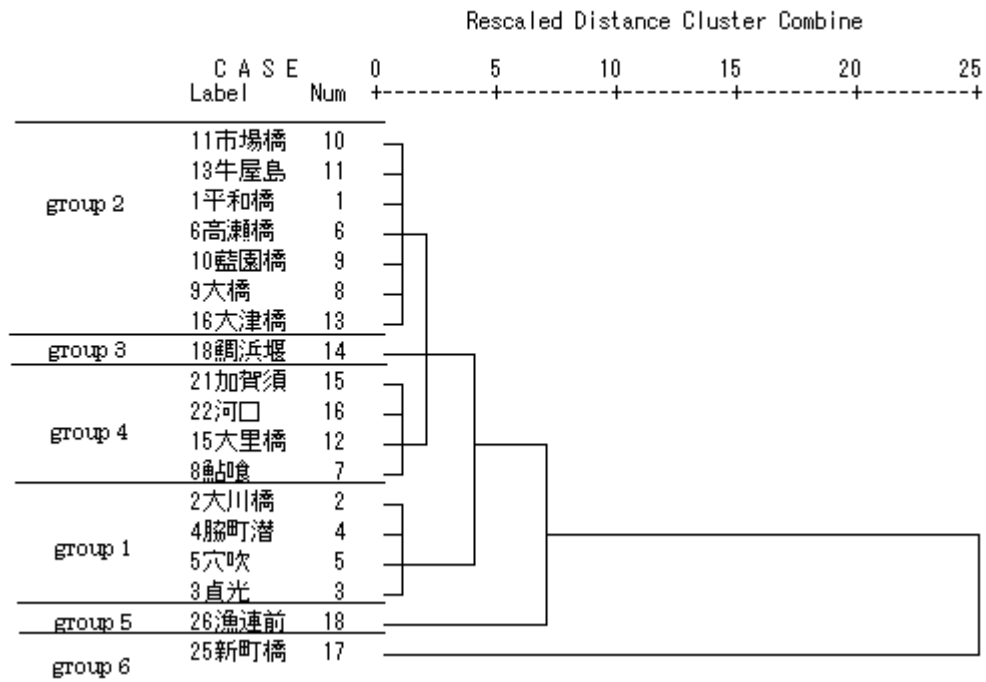 Rescaled Distance Cluster Combine
C A S E 0 5 10 15 20 25
Label Num +---------+---------+---------+---------+---------+
11市場橋 10
13牛屋島 11
group 2 1平和橋 1
6高瀬橋 6
10藍園橋 9
9大橋 8
16大津橋 13
group 3 18鯛浜堰 14
21加賀須 15
22河口 16
group 4 15大里橋 12
8鮎喰 7
2大川橋 2
4脇町潜 4
group 1 5穴吹 5
3貞光 3
group 5 26漁連前 18
25新町橋 17
group 6